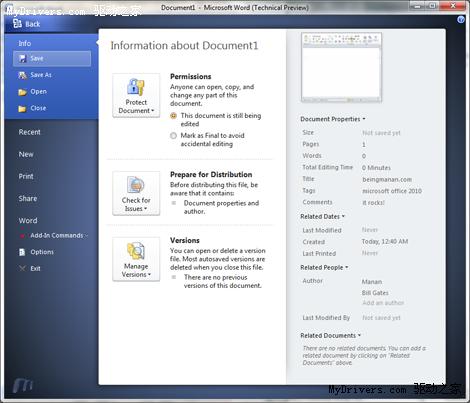 MyDrivers.com 驱动之家
Document1 - Microsoft Word (Technical Preview)
Back
Info
Save
Save As
Open
Close
Recent
New
Print
Share
Word
Add-In Commands
Options
Exit
Information about Document1
Protect
Document
Permissions
Anyone can open, copy, and
change any part of this
document.
This document is still being
edited
Mark as Final to avoid
accidental editing
Check for
Issues
Prepare for Distribution
Before distributing this file, be
aware that it contains:
Document properties and
author.
Manage
Versions
Versions
You can open or delete a version
file. Most autosaved versions are
deleted when you close this file.
There are no previous
versions of this document.
Document Properties
Size Not saved yet
Pages 1
Words 0
Total Editing Time 0 Minutes
Title beingmanan.com
Tags microsoft office 2010
Comments it rocks!
Related Dates
Last Modified Never
Created Today, 12:40 AM
Last Printed Never
Related People
Author Manan
Bill Gates
Add an author
Last Modified By Not saved yet
Related Documents
There are no related documents. You can add a
related document by clicking on "Related
Documents" above.
MyDrivers.com 驱动之家